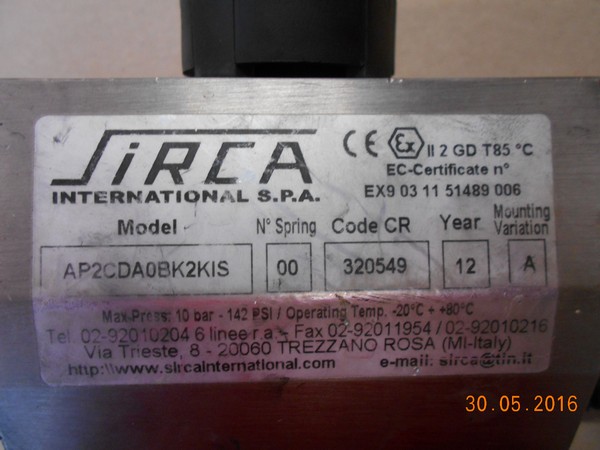 SIRCA
INTERNATIONAL S.P.A.
CE Ex II 2 GD T85 °C
EC-Certificate n°
EX9 03 11 51489 006
Model N° Spring Code CR Year Mounting Variation
AP2CDA0BK2KIS 00 320549 12 A
Max-Press: 10 bar - 142 PSI / Operating Temp. -20°C + +80°C
Tel. 02-92010204 6 linee r.a. - Fax 02-92011954 / 02-92010216
Via Trieste, 8 - 20060 TREZZANO ROSA (MI-Italy)
http://www.sircainternational.com e-mail: sirca@tin.it
30.05.2016